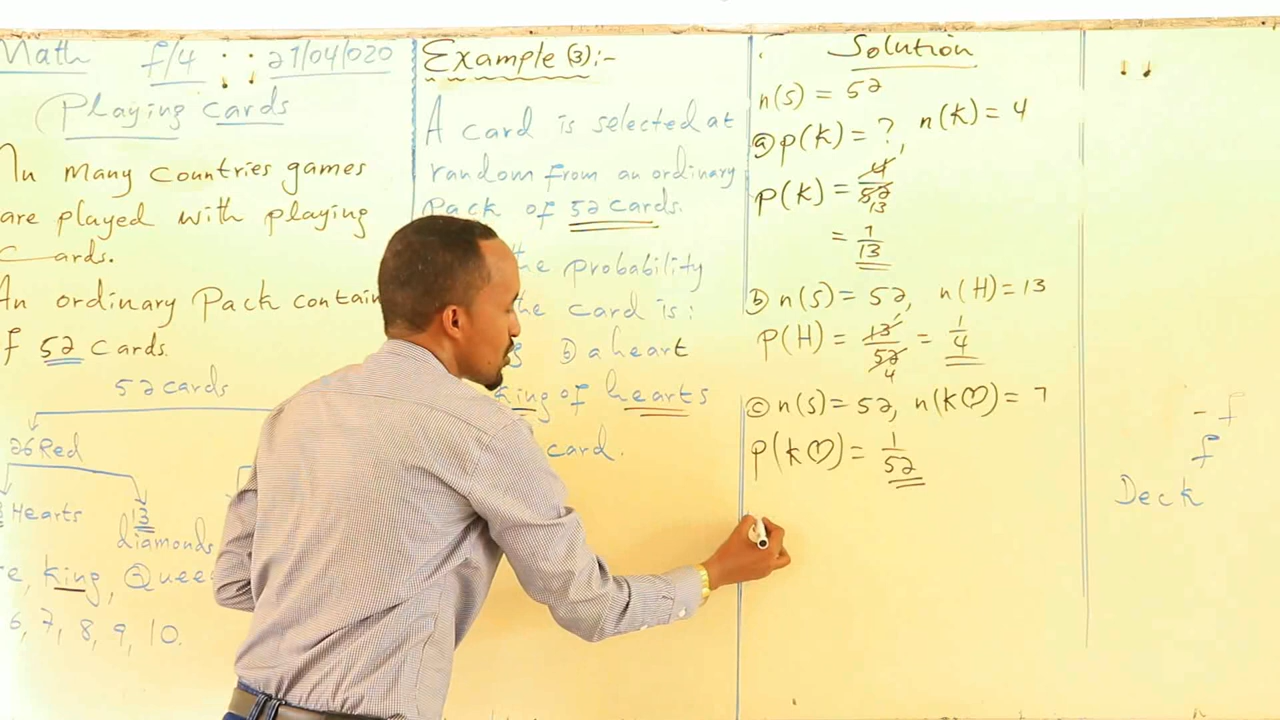 Math f/4 : : 21/04/020
Playing cards
In many countries games
are played with playing
cards.
An ordinary Pack contain
f 52 cards.
52 cards
26 Red
Hearts
13
diamonds
e, king, Quee
6, 7, 8, 9, 10.
Example (3):-
A card is selected at
random from an ordinary
pack of 52 cards.
the probability
the card is:
g b) a heart
king of hearts
card.
Solution
n(s) = 52
a) p(k) = ?, n(k) = 4
p(k) = 4/52
13
= 1/13
b) n(s) = 52, n(H) = 13
p(H) = 13/52 = 1/4
4
c) n(s) = 52, n(k♡) = 1
p(k♡) = 1/52
- f
f
Deck